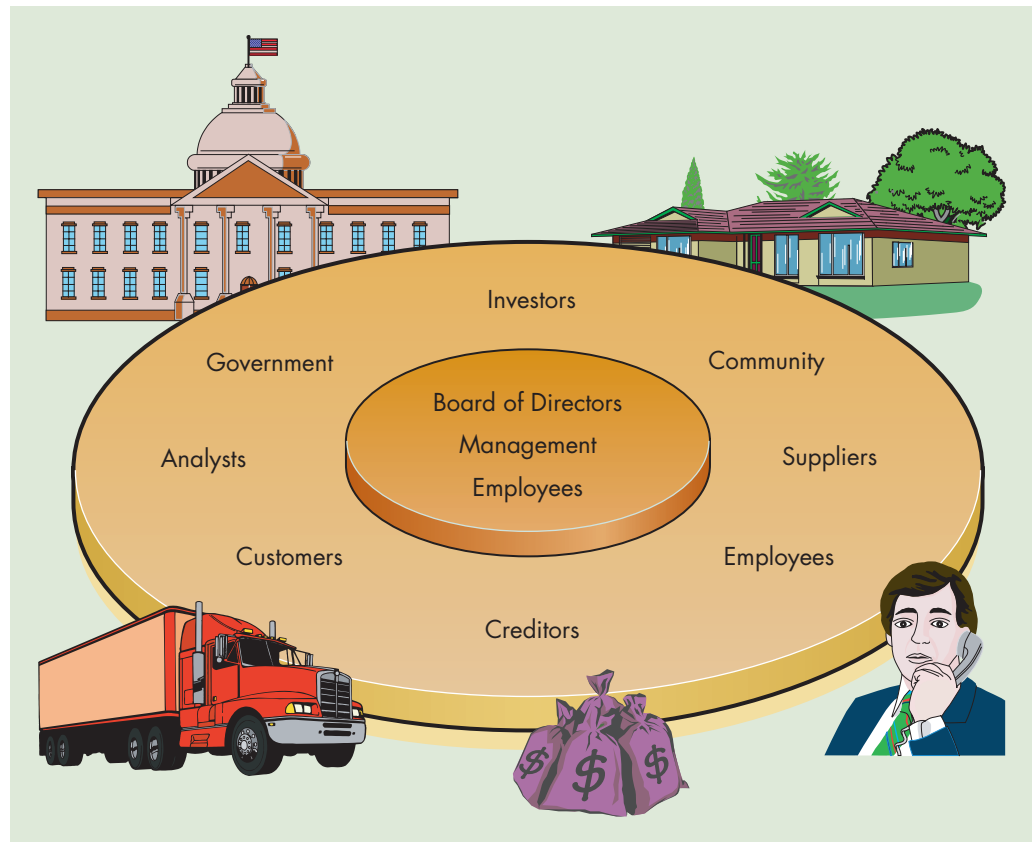 Investors
Government
Community
Board of Directors
Management
Employees
Analysts
Suppliers
Customers
Employees
Creditors
$
$
$